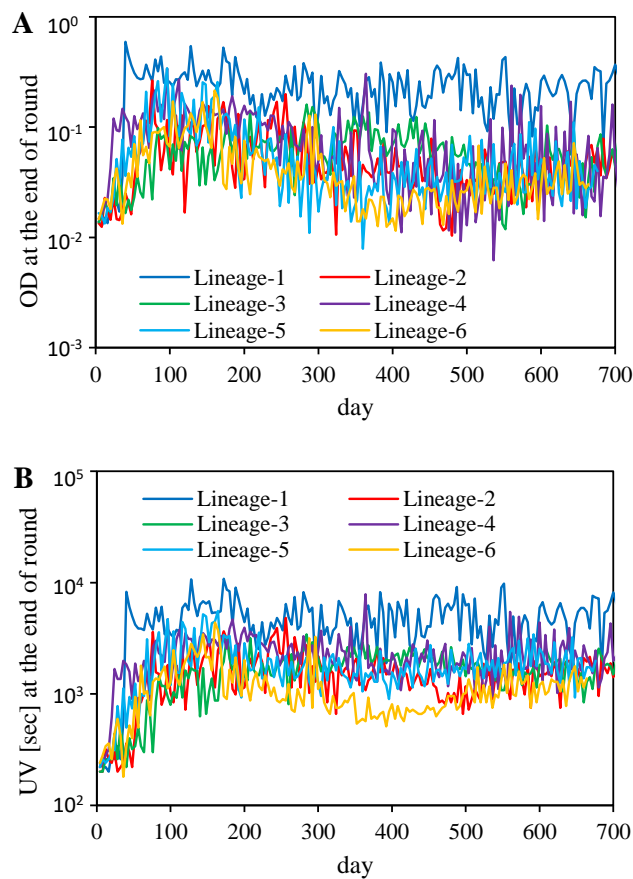 A
OD at the end of round
10⁰
10⁻¹
10⁻²
10⁻³
Lineage-1 Lineage-2
Lineage-3 Lineage-4
Lineage-5 Lineage-6
0 100 200 300 400 500 600 700
day
B
UV [sec] at the end of round
10⁵
10⁴
10³
10²
Lineage-1 Lineage-2
Lineage-3 Lineage-4
Lineage-5 Lineage-6
0 100 200 300 400 500 600 700
day